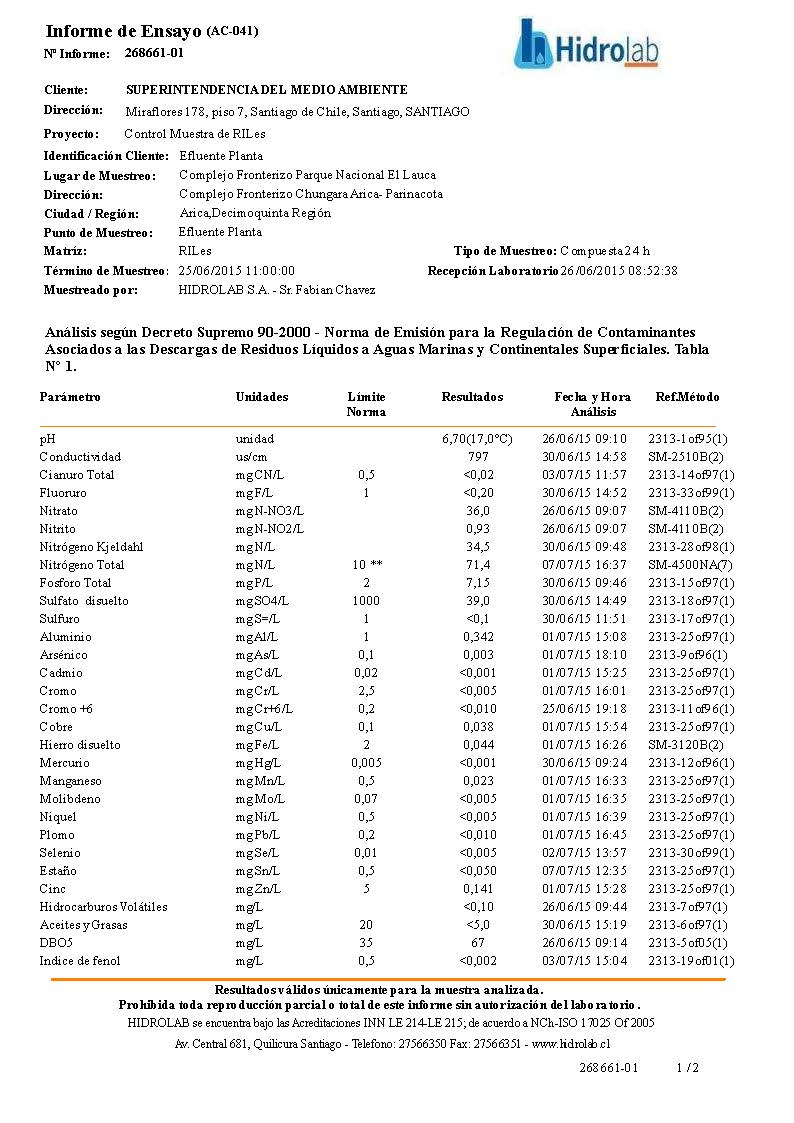 Informe de Ensayo (AC-041)
Hidrolab
Nº Informe: 268661-01
Cliente: SUPERINTENDENCIA DEL MEDIO AMBIENTE
Dirección: Miraflores 178, piso 7, Santiago de Chile, Santiago, SANTIAGO
Proyecto: Control Muestra de RILes
Identificación Cliente: Efluente Planta
Lugar de Muestreo: Complejo Fronterizo Parque Nacional El Lauca
Dirección: Complejo Fronterizo Chungara Arica- Parinacota
Ciudad / Región: Arica,Decimoquinta Región
Punto de Muestreo: Efluente Planta
Matríz: RILes Tipo de Muestreo: Compuesta 24 h
Término de Muestreo: 25/06/2015 11:00:00 Recepción Laboratorio 26/06/2015 08:52:38
Muestreado por: HIDROLAB S.A. - Sr. Fabian Chavez
Análisis según Decreto Supremo 90-2000 - Norma de Emisión para la Regulación de Contaminantes
Asociados a las Descargas de Residuos Líquidos a Aguas Marinas y Continentales Superficiales. Tabla
N° 1.
Parámetro Unidades Límite Resultados Fecha y Hora Ref.Método
Norma Análisis
pH unidad 6,70(17,0°C) 26/06/15 09:10 2313-1of95(1)
Conductividad us/cm 797 30/06/15 14:58 SM-2510B(2)
Cianuro Total mgCN/L 0,5 <0,02 03/07/15 11:57 2313-14of97(1)
Fluoruro mgF/L 1 <0,20 30/06/15 14:52 2313-33of99(1)
Nitrato mgN-NO3/L 36,0 26/06/15 09:07 SM-4110B(2)
Nitrito mgN-NO2/L 0,93 26/06/15 09:07 SM-4110B(2)
Nitrógeno Kjeldahl mgN/L 34,5 30/06/15 09:48 2313-28of98(1)
Nitrógeno Total mgN/L 10 ** 71,4 07/07/15 16:37 SM-4500NA(7)
Fosforo Total mgP/L 2 7,15 30/06/15 09:46 2313-15of97(1)
Sulfato disuelto mgSO4/L 1000 39,0 30/06/15 14:49 2313-18of97(1)
Sulfuro mgS=/L 1 <0,1 30/06/15 11:51 2313-17of97(1)
Aluminio mgAl/L 1 0,342 01/07/15 15:08 2313-25of97(1)
Arsénico mgAs/L 0,1 0,003 01/07/15 18:10 2313-9of96(1)
Cadmio mgCd/L 0,02 <0,001 01/07/15 15:25 2313-25of97(1)
Cromo mgCr/L 2,5 <0,005 01/07/15 16:01 2313-25of97(1)
Cromo +6 mgCr+6/L 0,2 <0,010 25/06/15 19:18 2313-11of96(1)
Cobre mgCu/L 0,1 0,038 01/07/15 15:54 2313-25of97(1)
Hierro disuelto mgFe/L 2 0,044 01/07/15 16:26 SM-3120B(2)
Mercurio mgHg/L 0,005 <0,001 30/06/15 09:24 2313-12of96(1)
Manganeso mgMn/L 0,5 0,023 01/07/15 16:33 2313-25of97(1)
Molibdeno mgMo/L 0,07 <0,005 01/07/15 16:35 2313-25of97(1)
Niquel mgNi/L 0,5 <0,005 01/07/15 16:39 2313-25of97(1)
Plomo mgPb/L 0,2 <0,010 01/07/15 16:45 2313-25of97(1)
Selenio mgSe/L 0,01 <0,005 02/07/15 13:57 2313-30of99(1)
Estaño mgSn/L 0,5 <0,050 07/07/15 12:35 2313-25of97(1)
Cinc mgZn/L 5 0,141 01/07/15 15:28 2313-25of97(1)
Hidrocarburos Volátiles mg/L <0,10 26/06/15 09:44 2313-7of97(1)
Aceites y Grasas mg/L 20 <5,0 30/06/15 15:19 2313-6of97(1)
DBO5 mg/L 35 67 26/06/15 09:14 2313-5of05(1)
Indice de fenol mg/L 0,5 <0,002 03/07/15 15:04 2313-19of01(1)
Resultados válidos únicamente para la muestra analizada.
Prohibida toda reproducción parcial o total de este informe sin autorización del laboratorio.
HIDROLAB se encuentra bajo las Acreditaciones INN LE 214-LE 215; de acuerdo a NCh-ISO 17025 Of 2005
Av. Central 681, Quilicura Santiago - Telefono: 27566350 Fax: 27566351 - www.hidrolab.cl
268661-01 1 / 2